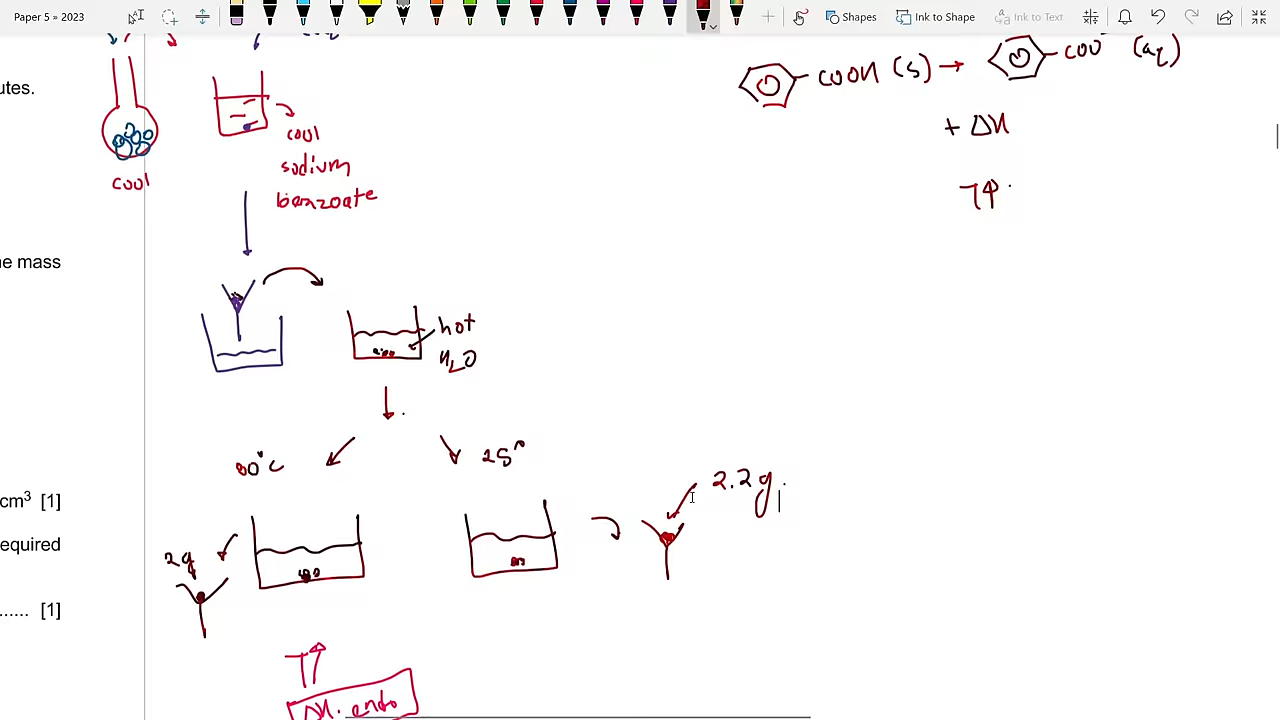 Paper 5 » 2023
Shapes
Ink to Shape
Ink to Text
utes.
cool
cool
sodium
benzoate
COOH (s) → COO⁻ (aq)
+ ΔH
T↑
he mass
hot
H2O
80°C
25°
cm³ [1]
equired
...... [1]
2g
2.2g
T↑
ΔH. endo